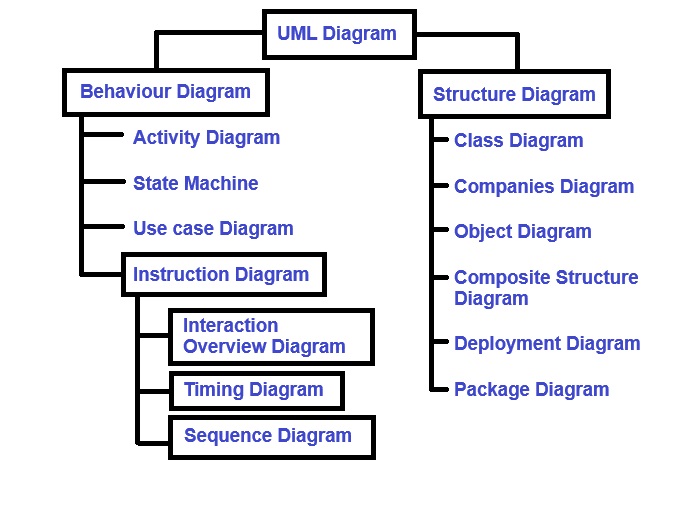 UML Diagram
Behaviour Diagram
Activity Diagram
State Machine
Use case Diagram
Instruction Diagram
Interaction
Overview Diagram
Timing Diagram
Sequence Diagram
Structure Diagram
Class Diagram
Companies Diagram
Object Diagram
Composite Structure
Diagram
Deployment Diagram
Package Diagram